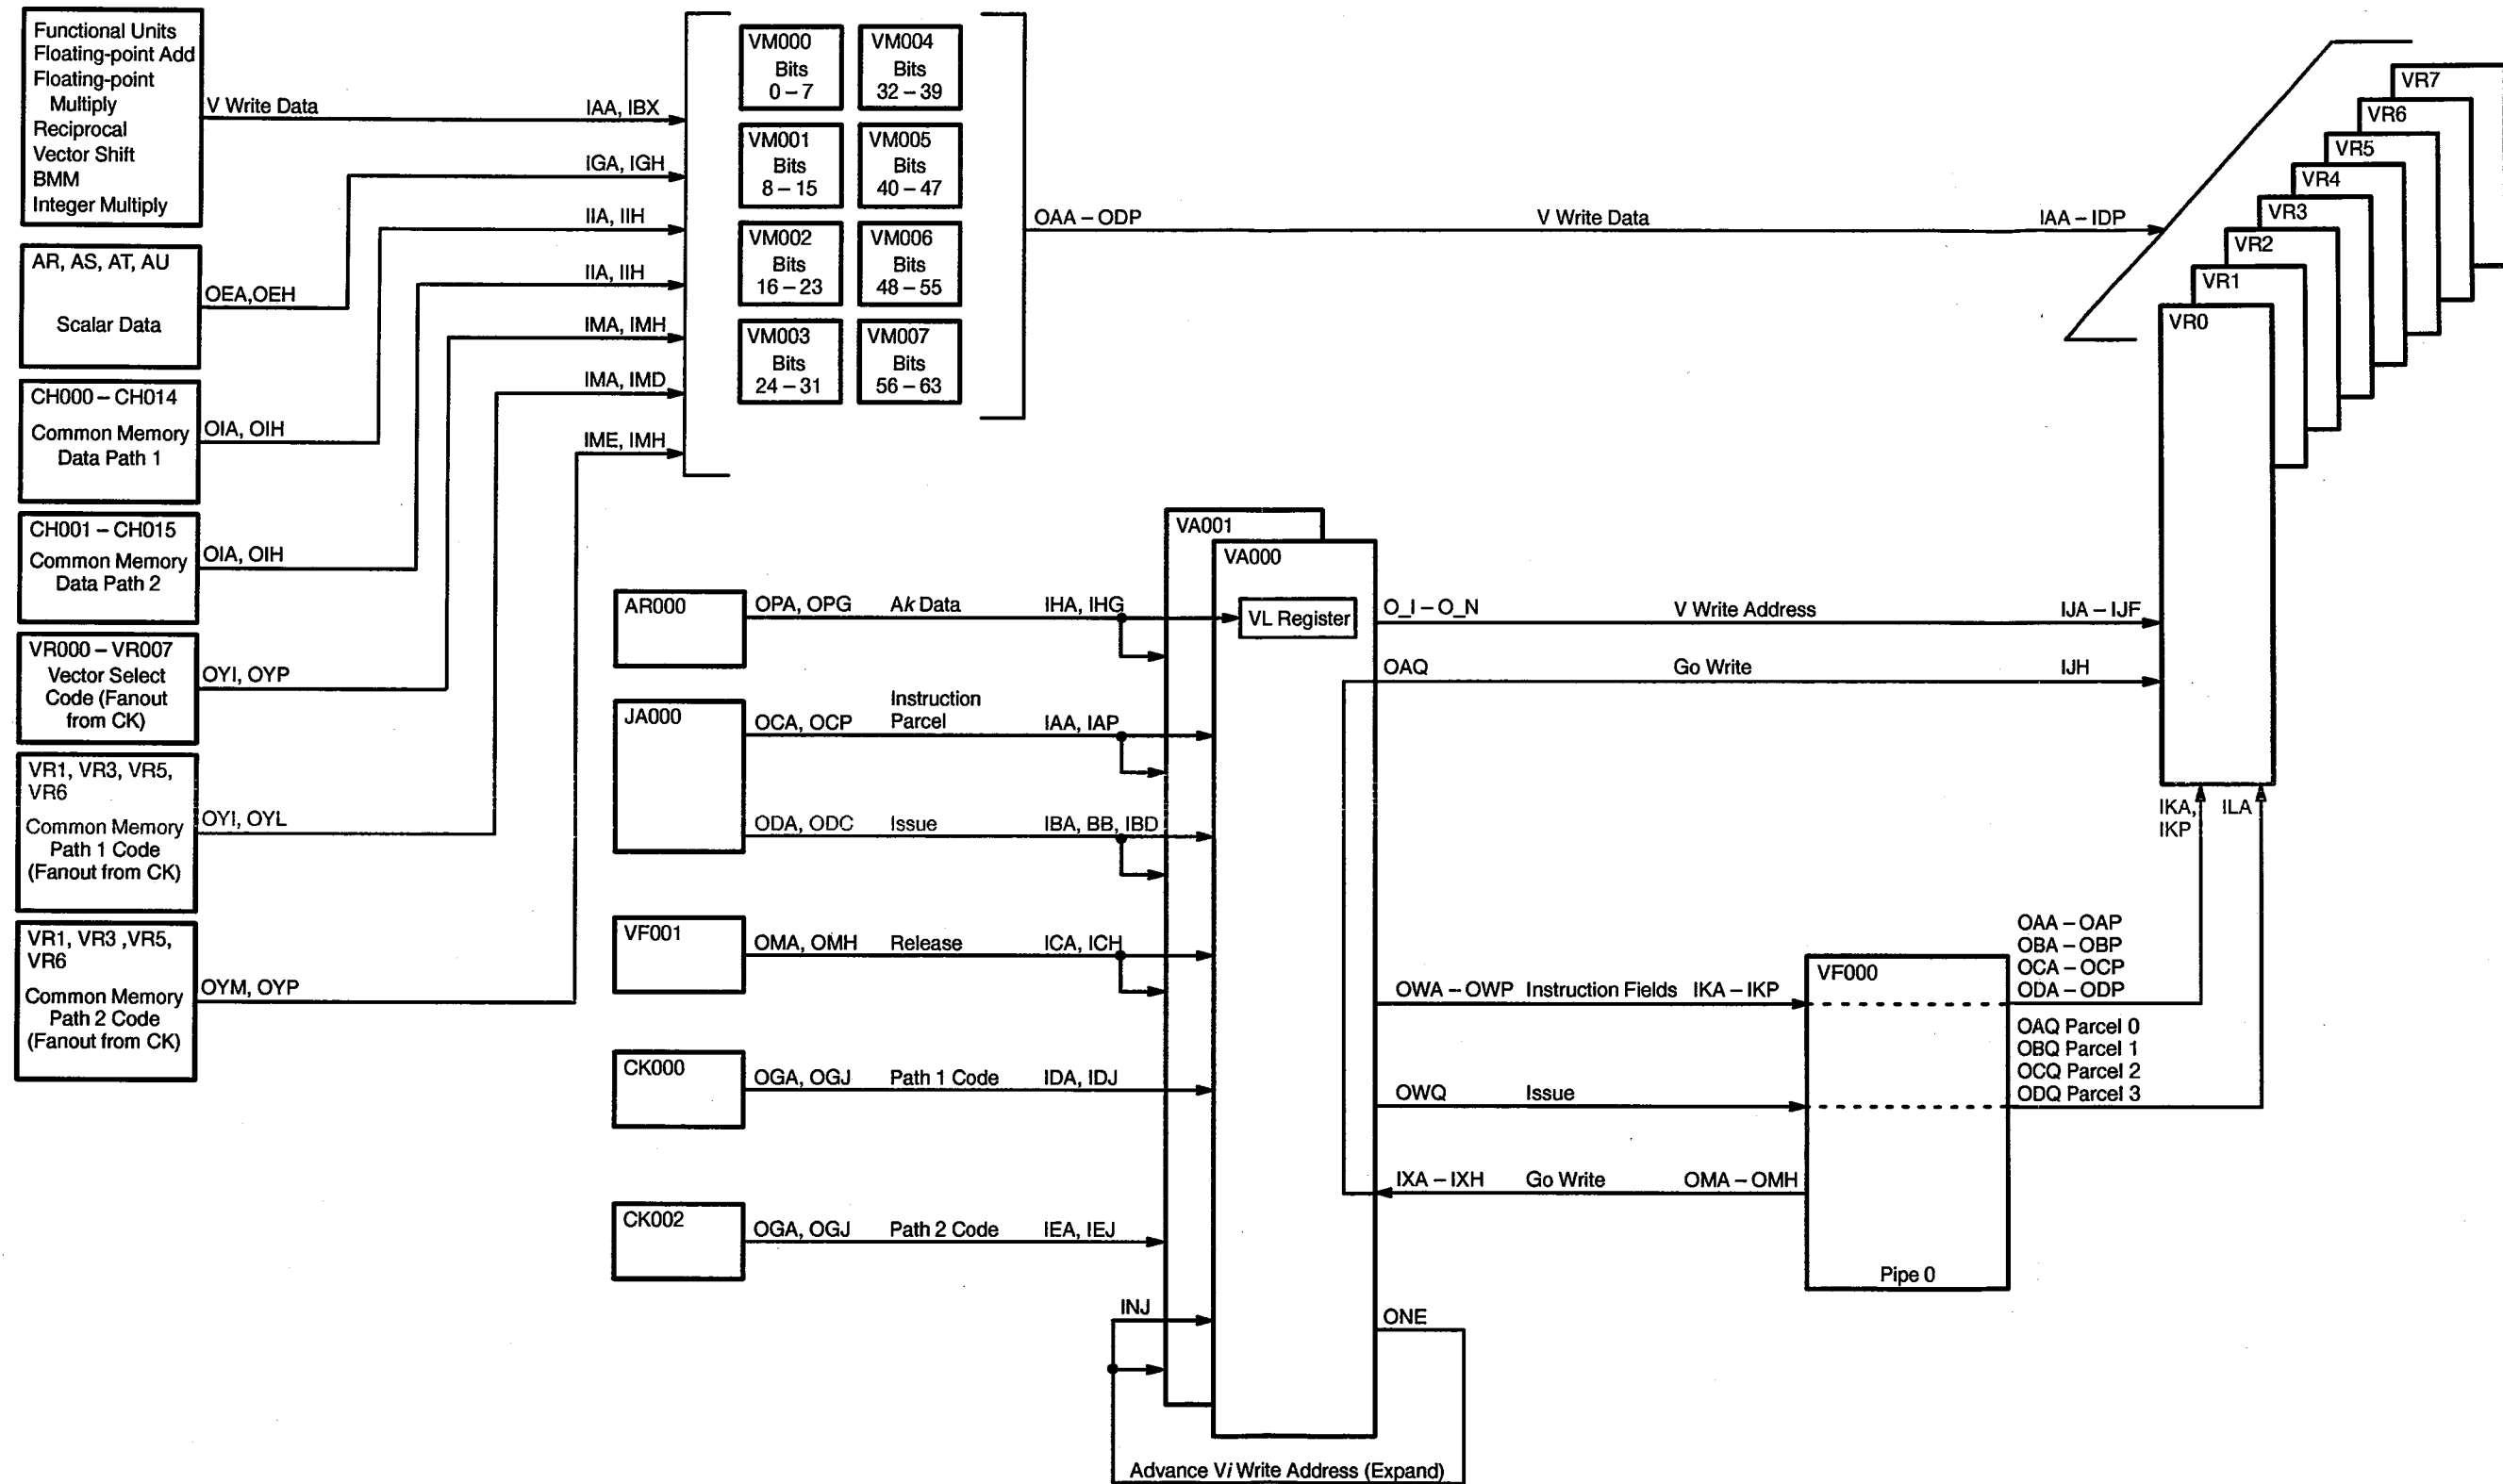 Functional Units
Floating-point Add
Floating-point
Multiply
Reciprocal
Vector Shift
BMM
Integer Multiply
V Write Data
IAA, IBX
AR, AS, AT, AU
Scalar Data
OEA,OEH
IGA, IGH
CH000 – CH014
Common Memory
Data Path 1
OIA, OIH
IIA, IIH
CH001 – CH015
Common Memory
Data Path 2
OIA, OIH
IIA, IIH
VR000 – VR007
Vector Select
Code (Fanout
from CK)
OYI, OYP
IMA, IMH
VR1, VR3, VR5,
VR6
Common Memory
Path 1 Code
(Fanout from CK)
OYI, OYL
IMA, IMD
VR1, VR3 ,VR5,
VR6
Common Memory
Path 2 Code
(Fanout from CK)
OYM, OYP
IME, IMH
VM000
Bits
0 – 7
VM004
Bits
32 – 39
VM001
Bits
8 – 15
VM005
Bits
40 – 47
VM002
Bits
16 – 23
VM006
Bits
48 – 55
VM003
Bits
24 – 31
VM007
Bits
56 – 63
OAA – ODP
V Write Data
IAA – IDP
VR7
VR6
VR5
VR4
VR3
VR2
VR1
VR0
VA001
VA000
VL Register
AR000
OPA, OPG
Ak Data
IHA, IHG
JA000
OCA, OCP
Instruction
Parcel
IAA, IAP
ODA, ODC
Issue
IBA, BB, IBD
VF001
OMA, OMH
Release
ICA, ICH
CK000
OGA, OGJ
Path 1 Code
IDA, IDJ
CK002
OGA, OGJ
Path 2 Code
IEA, IEJ
INJ
ONE
Advance Vi Write Address (Expand)
O_I – O_N
V Write Address
IJA – IJF
OAQ
Go Write
IJH
IKA,
IKP
ILA
OWA – OWP
Instruction Fields
IKA – IKP
OWQ
Issue
IXA – IXH
Go Write
OMA – OMH
VF000
Pipe 0
OAA – OAP
OBA – OBP
OCA – OCP
ODA – ODP
OAQ Parcel 0
OBQ Parcel 1
OCQ Parcel 2
ODQ Parcel 3